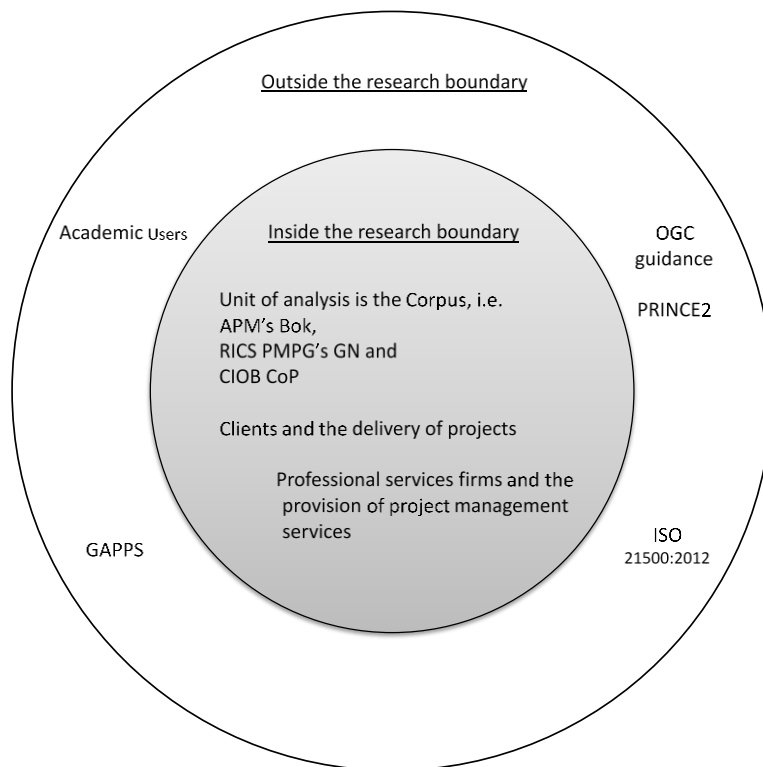 Outside the research boundary
Academic Users
Inside the research boundary
OGC
guidance
PRINCE2
Unit of analysis is the Corpus, i.e.
APM's Bok,
RICS PMPG's GN and
CIOB CoP
Clients and the delivery of projects
Professional services firms and the
provision of project management
services
GAPPS
ISO
21500:2012